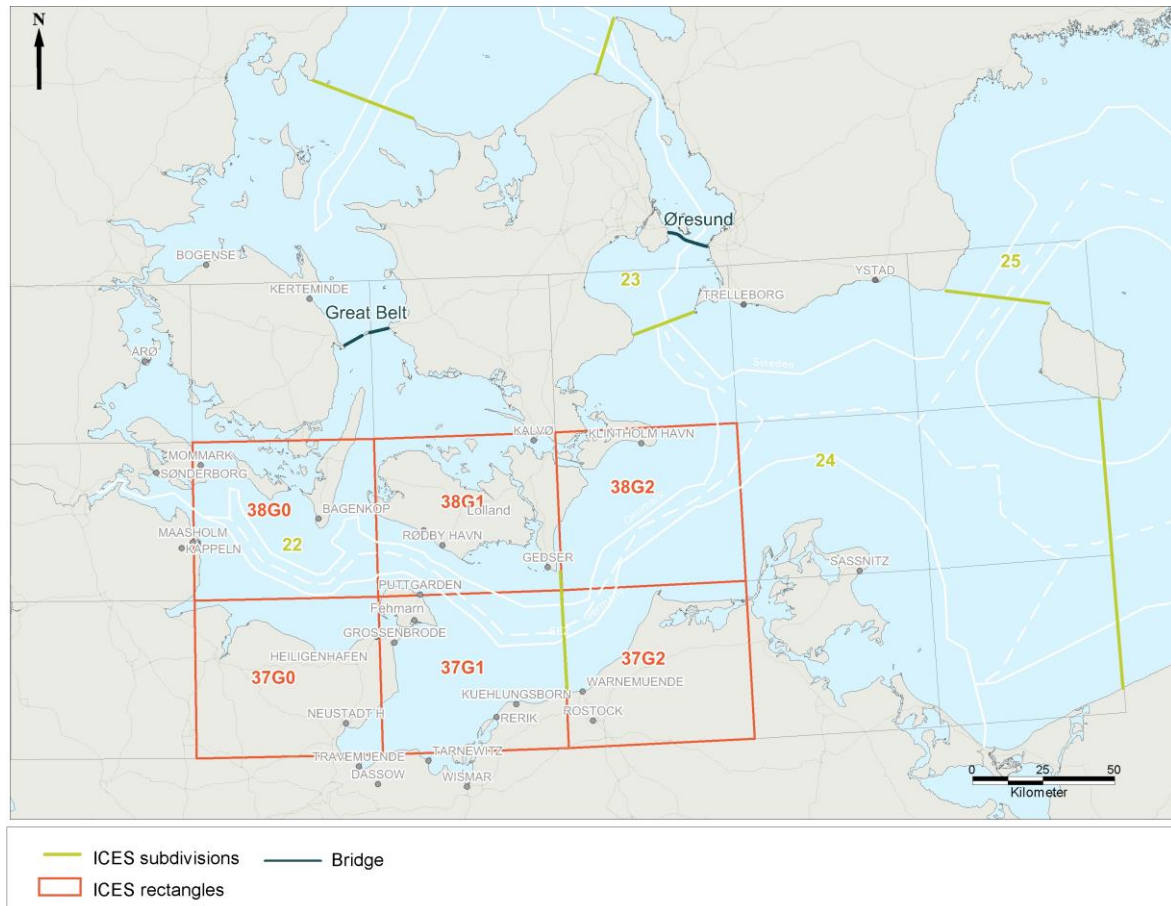 N
Øresund
BOGENSE
23
25
YSTAD
KERTEMINDE
TRELLEBORG
Great Belt
ARØ
Sweden
KALVØ
KLINTHOLM HAVN
MOMMARK
SØNDERBORG
24
38G0
38G1
38G2
BAGENKOP
Lolland
22
RØDBY HAVN
MAASHOLM
KAPPELN
GEDSER
SASSNITZ
PUTTGARDEN
Fehmarn
GROSSENBRODE
HEILIGENHAFEN
37G0
37G1
37G2
WARNEMUENDE
KUEHLUNGSBORN
NEUSTADT H
RERIK
ROSTOCK
TRAVEMUENDE
TARNEWITZ
DASSOW
WISMAR
0 25 50
Kilometer
ICES subdivisions
Bridge
ICES rectangles